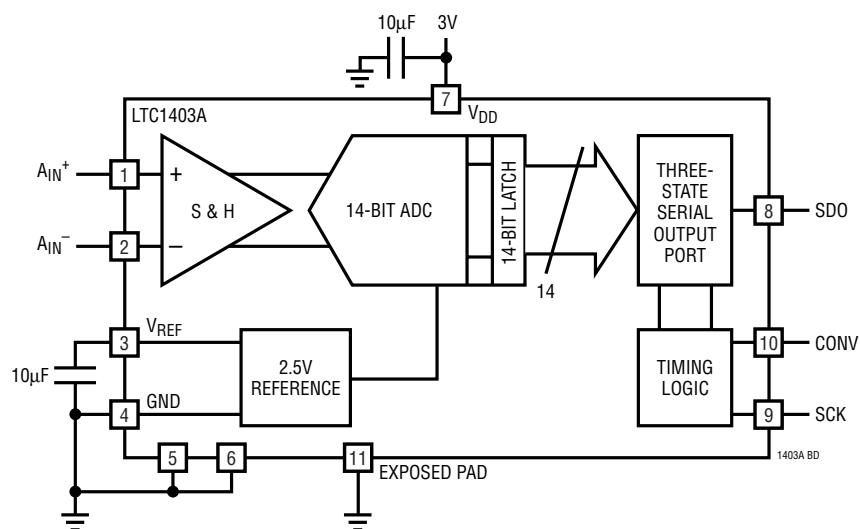 10μF
3V
7
LTC1403A
VDD
AIN+
1
+
S & H
AIN–
2
–
14-BIT ADC
14-BIT LATCH
14
THREE-
STATE
SERIAL
OUTPUT
PORT
8
SDO
3
VREF
10μF
2.5V
REFERENCE
4
GND
TIMING
LOGIC
10
CONV
9
SCK
5
6
11
EXPOSED PAD
1403A BD